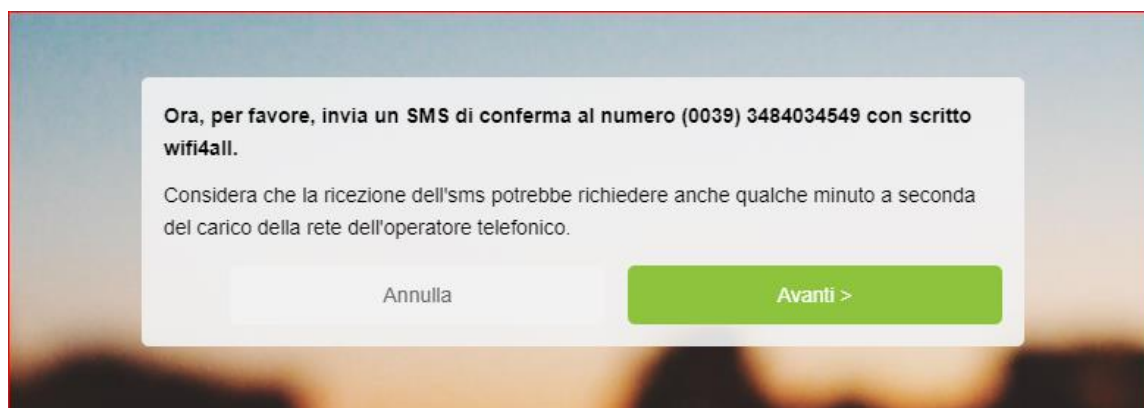 Ora, per favore, invia un SMS di conferma al numero (0039) 3484034549 con scritto
wifi4all.
Considera che la ricezione dell'sms potrebbe richiedere anche qualche minuto a seconda
del carico della rete dell'operatore telefonico.
Annulla
Avanti >